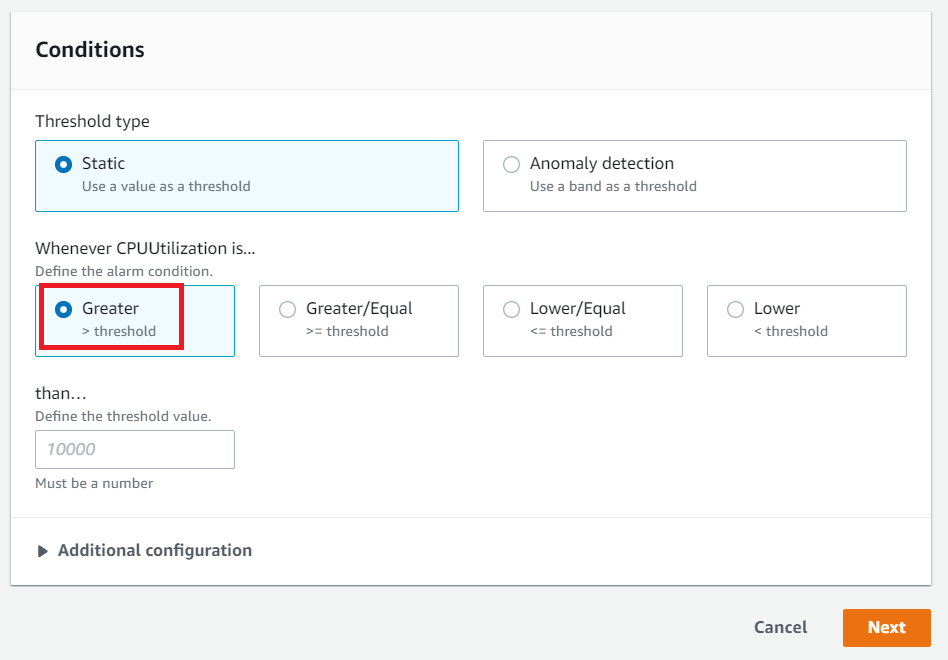 Conditions
Threshold type
Static
Use a value as a threshold
Anomaly detection
Use a band as a threshold
Whenever CPUUtilization is...
Define the alarm condition.
Greater
> threshold
Greater/Equal
>= threshold
Lower/Equal
<= threshold
Lower
< threshold
than…
Define the threshold value.
10000
Must be a number
Additional configuration
Cancel
Next